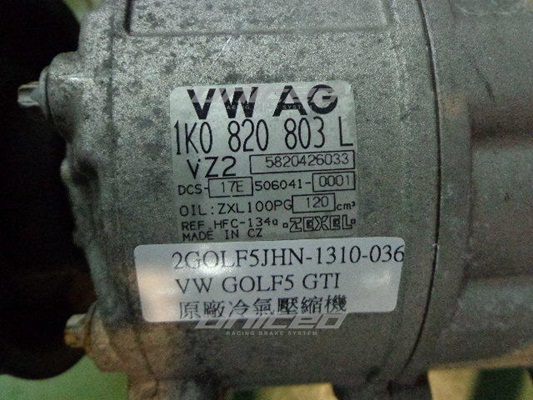 VW AG
1K0 820 803 L
VZ2 5820426033
DCS-17E 506041-0001
OIL:ZXL100PG 120 cm³
REF.HFC-134a ZEXEL
MADE IN CZ
2GOLF5JHN-1310-036
VW GOLF5 GTI
原廠冷氣壓縮機
UNICEO
RACING BRAKE SYSTEM